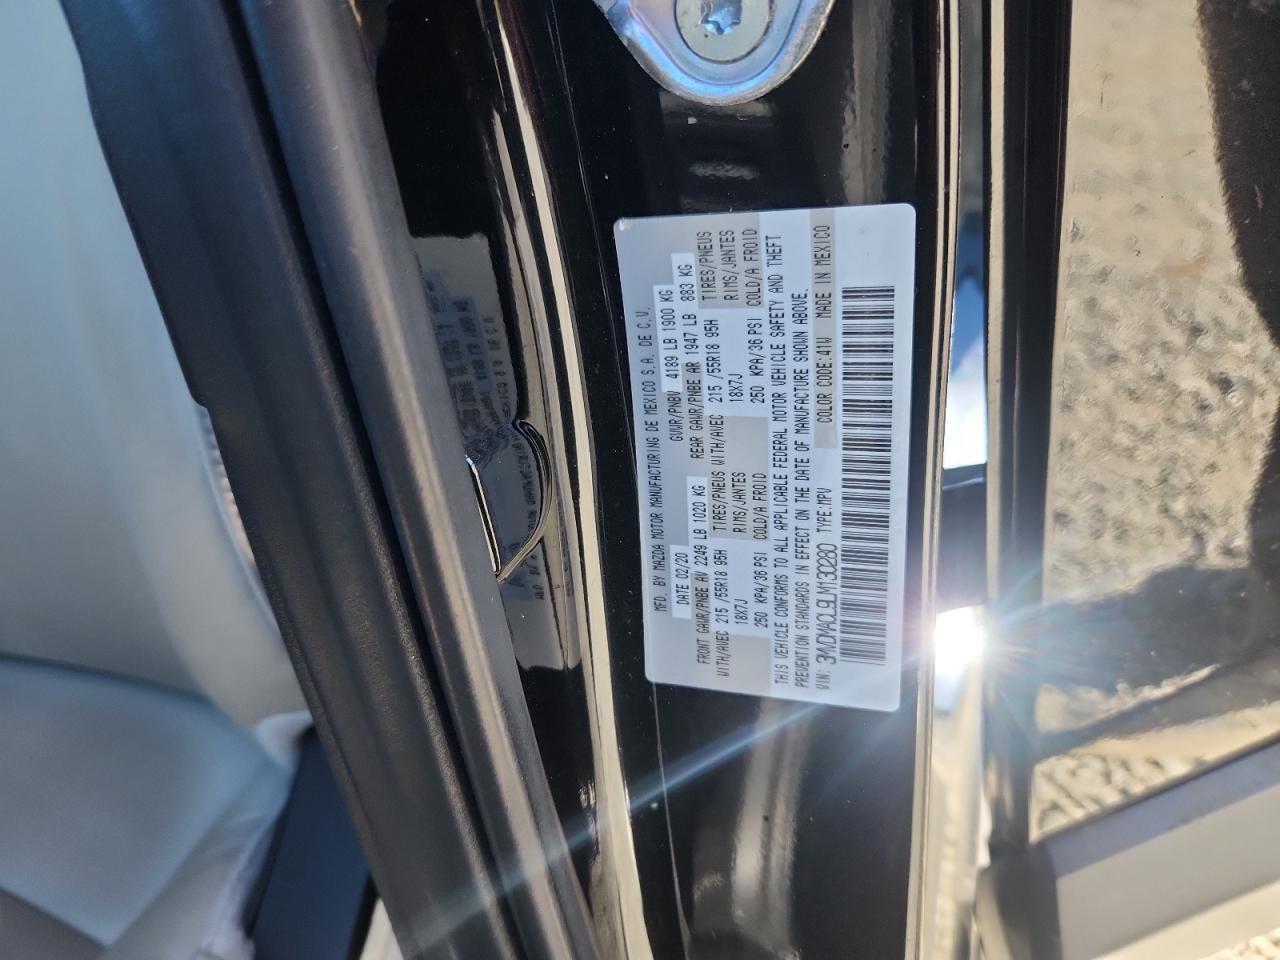 MFD. BY MAZDA MOTOR MANUFACTURING DE MEXICO S.A. DE C.V.
DATE 02/20 GVWR/PNBV 4189 LB 1900 KG
FRONT GAWR/PNBE AV 2249 LB 1020 KG REAR GAWR/PNBE AR 1947 LB 883 KG
WITH/AVEC 215 /55R18 95H TIRES/PNEUS WITH/AVEC 215 /55R18 95H TIRES/PNEUS
18X7J RIMS/JANTES 18X7J RIMS/JANTES
250 KPA/36 PSI COLD/A FROID 250 KPA/36 PSI COLD/A FROID
THIS VEHICLE CONFORMS TO ALL APPLICABLE FEDERAL MOTOR VEHICLE SAFETY AND THEFT
PREVENTION STANDARDS IN EFFECT ON THE DATE OF MANUFACTURE SHOWN ABOVE.
VIN: 3MVDMACL9LM130280 TYPE:MPV COLOR CODE:41W MADE IN MEXICO